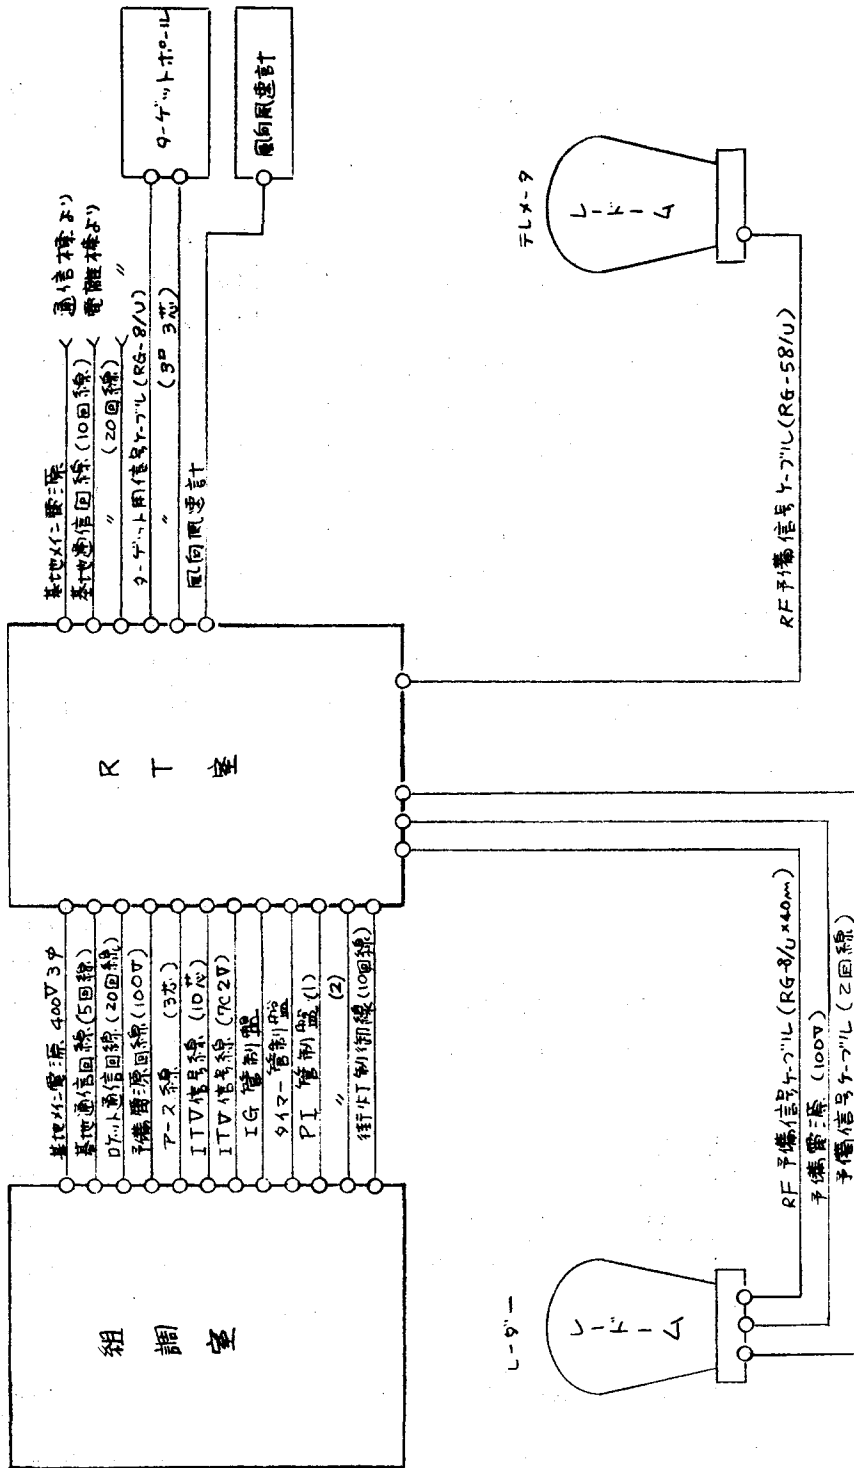 組調室
基地メイン電源 400V 3φ
基地通信回線 (5回線)
ロケット通信回線 (20回線)
予備電源回線 (100V)
アース線 (3芯)
ITV信号線 (10芯)
ITV信号線 (7C2V)
IG管制盤
タイマー管制盤
PI管制盤 (1)
〃 (2)
街灯制御線 (10回線)
RT室
基地メイン電源
基地通信回線 (10回線)
〃 (20回線)
ターゲット用信号ケーブル (RG-8/U)
〃 (3□ 3芯)
風向風速計
通信棟より
電離棟より
〃
ターゲットポール
風向風速計
レーダー
レードーム
RF予備信号ケーブル (RG-8/U×40m)
予備電源 (100V)
予備信号ケーブル (2回線)
RF予備信号ケーブル (RG-58/U)
テレメータ
レードーム